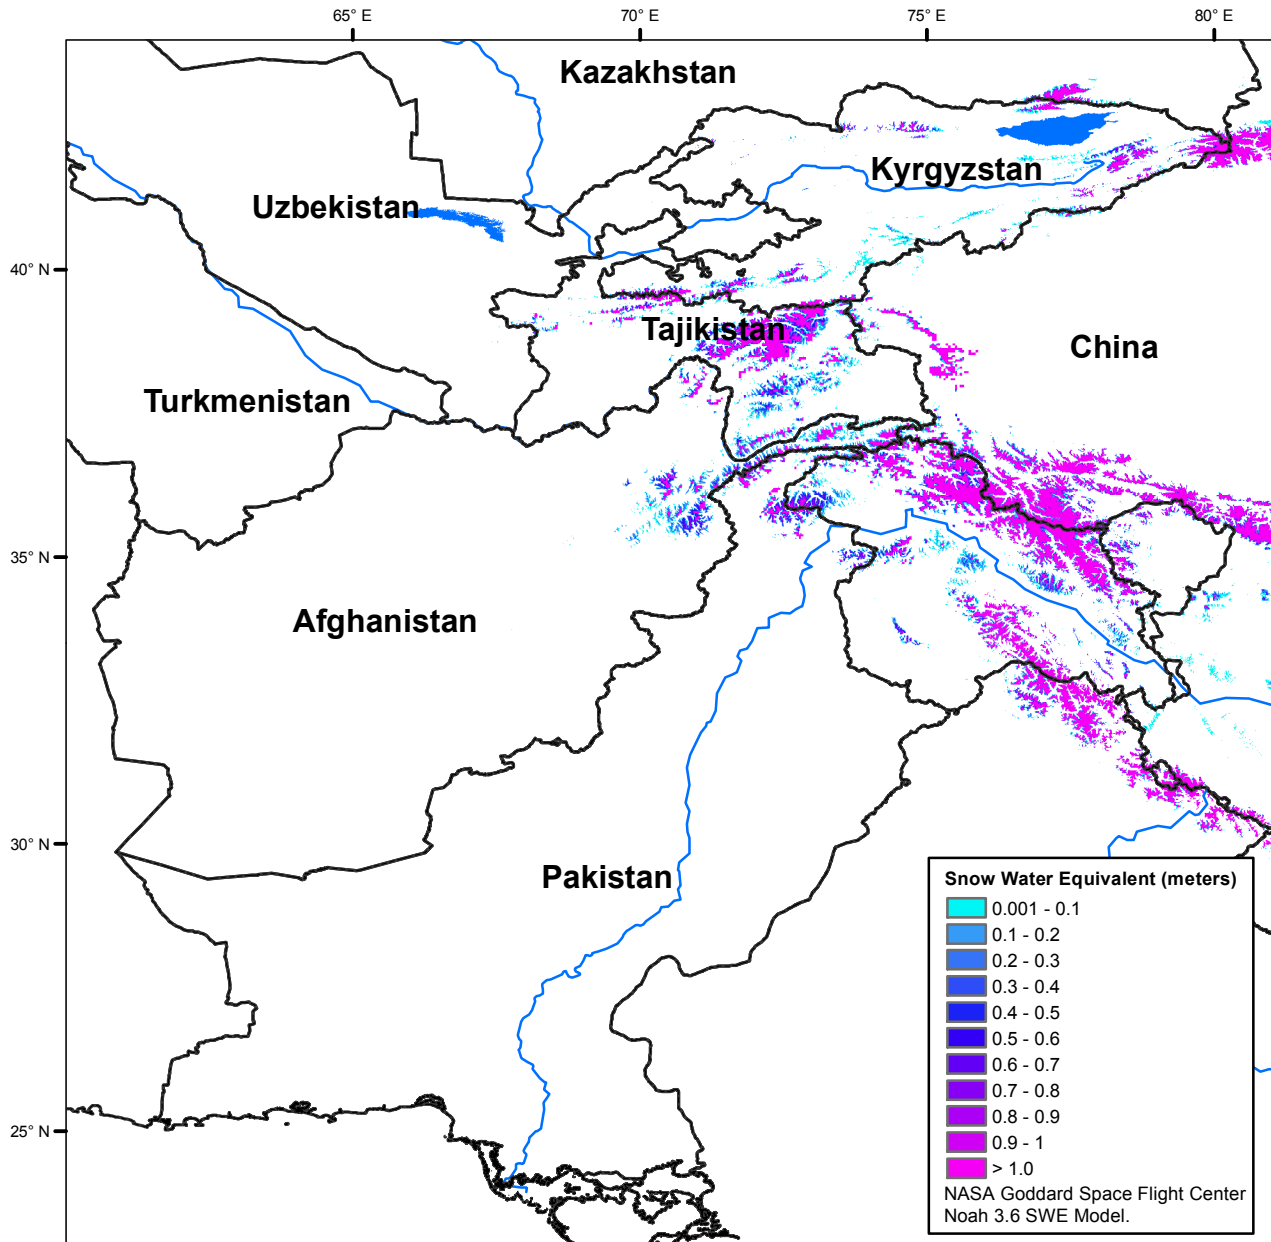 65° E
70° E
75° E
80° E
Kazakhstan
Kyrgyzstan
Uzbekistan
40° N
Tajikistan
China
Turkmenistan
35° N
Afghanistan
30° N
Pakistan
25° N
Snow Water Equivalent (meters)
0.001 - 0.1
0.1 - 0.2
0.2 - 0.3
0.3 - 0.4
0.4 - 0.5
0.5 - 0.6
0.6 - 0.7
0.7 - 0.8
0.8 - 0.9
0.9 - 1
> 1.0
NASA Goddard Space Flight Center
Noah 3.6 SWE Model.